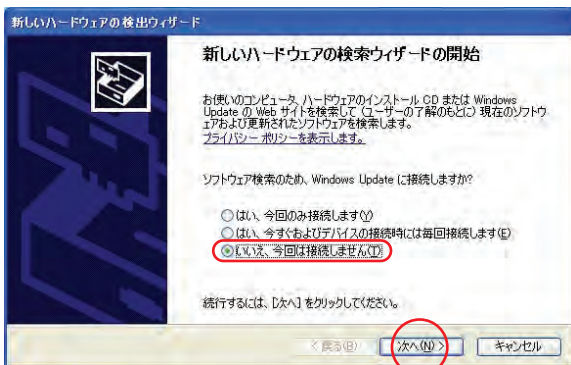 新しいハードウェアの検出ウィザード
新しいハードウェアの検索ウィザードの開始
お使いのコンピュータ、ハードウェアのインストール CD または Windows
Update の Web サイトを検索して (ユーザーの了解のもとに) 現在のソフトウ
ェアおよび更新されたソフトウェアを検索します。
プライバシー ポリシーを表示します。
ソフトウェア検索のため、Windows Update に接続しますか?
はい、今回のみ接続します(Y)
はい、今すぐおよびデバイスの接続時には毎回接続します(E)
いいえ、今回は接続しません(T)
続行するには、[次へ] をクリックしてください。
< 戻る(B)
次へ(N) >
キャンセル